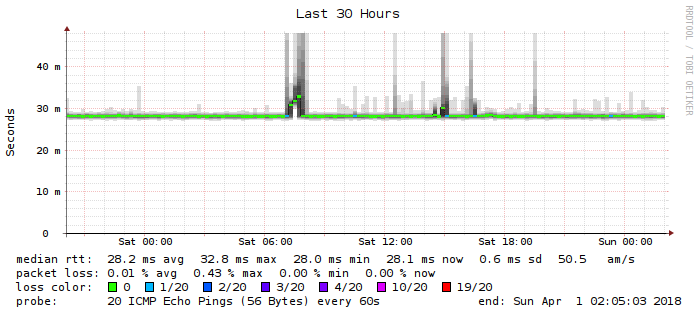 Last 30 Hours
RRDTOOL / TOBI OETIKER
Seconds
40 m
30 m
20 m
10 m
0
Sat 00:00 Sat 06:00 Sat 12:00 Sat 18:00 Sun 00:00
median rtt: 28.2 ms avg 32.8 ms max 28.0 ms min 28.1 ms now 0.6 ms sd 50.5 am/s
packet loss: 0.01 % avg 0.43 % max 0.00 % min 0.00 % now
loss color: 0 1/20 2/20 3/20 4/20 10/20 19/20
probe: 20 ICMP Echo Pings (56 Bytes) every 60s end: Sun Apr 1 02:05:03 2018